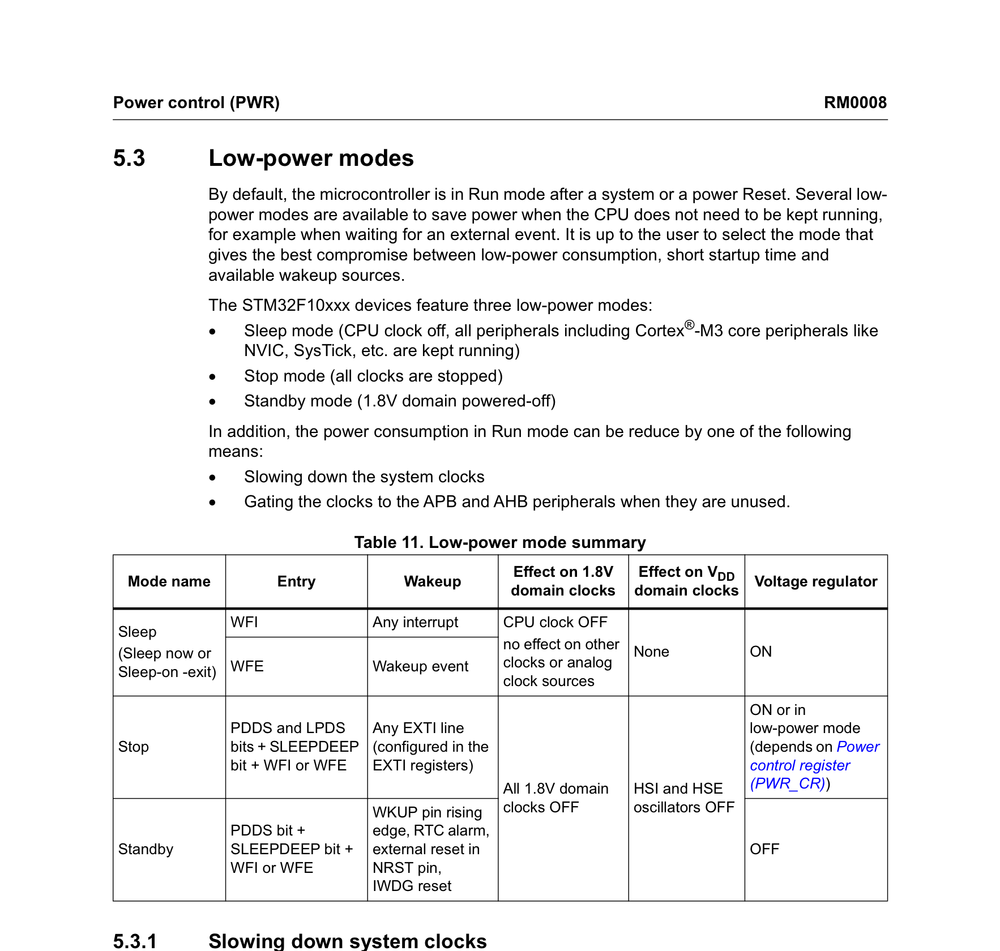 Power control (PWR) RM0008
5.3 Low-power modes
By default, the microcontroller is in Run mode after a system or a power Reset. Several low-
power modes are available to save power when the CPU does not need to be kept running,
for example when waiting for an external event. It is up to the user to select the mode that
gives the best compromise between low-power consumption, short startup time and
available wakeup sources.
The STM32F10xxx devices feature three low-power modes:
• Sleep mode (CPU clock off, all peripherals including Cortex®-M3 core peripherals like
NVIC, SysTick, etc. are kept running)
• Stop mode (all clocks are stopped)
• Standby mode (1.8V domain powered-off)
In addition, the power consumption in Run mode can be reduce by one of the following
means:
• Slowing down the system clocks
• Gating the clocks to the APB and AHB peripherals when they are unused.
Table 11. Low-power mode summary
Mode name
Entry
Wakeup
Effect on 1.8V
domain clocks
Effect on VDD
domain clocks
Voltage regulator
Sleep
(Sleep now or
Sleep-on -exit)
WFI
Any interrupt
WFE
Wakeup event
CPU clock OFF
no effect on other
clocks or analog
clock sources
None
ON
Stop
PDDS and LPDS
bits + SLEEPDEEP
bit + WFI or WFE
Any EXTI line
(configured in the
EXTI registers)
All 1.8V domain
clocks OFF
HSI and HSE
oscillators OFF
ON or in
low-power mode
(depends on Power
control register
(PWR_CR))
Standby
PDDS bit +
SLEEPDEEP bit +
WFI or WFE
WKUP pin rising
edge, RTC alarm,
external reset in
NRST pin,
IWDG reset
OFF
5.3.1 Slowing down system clocks